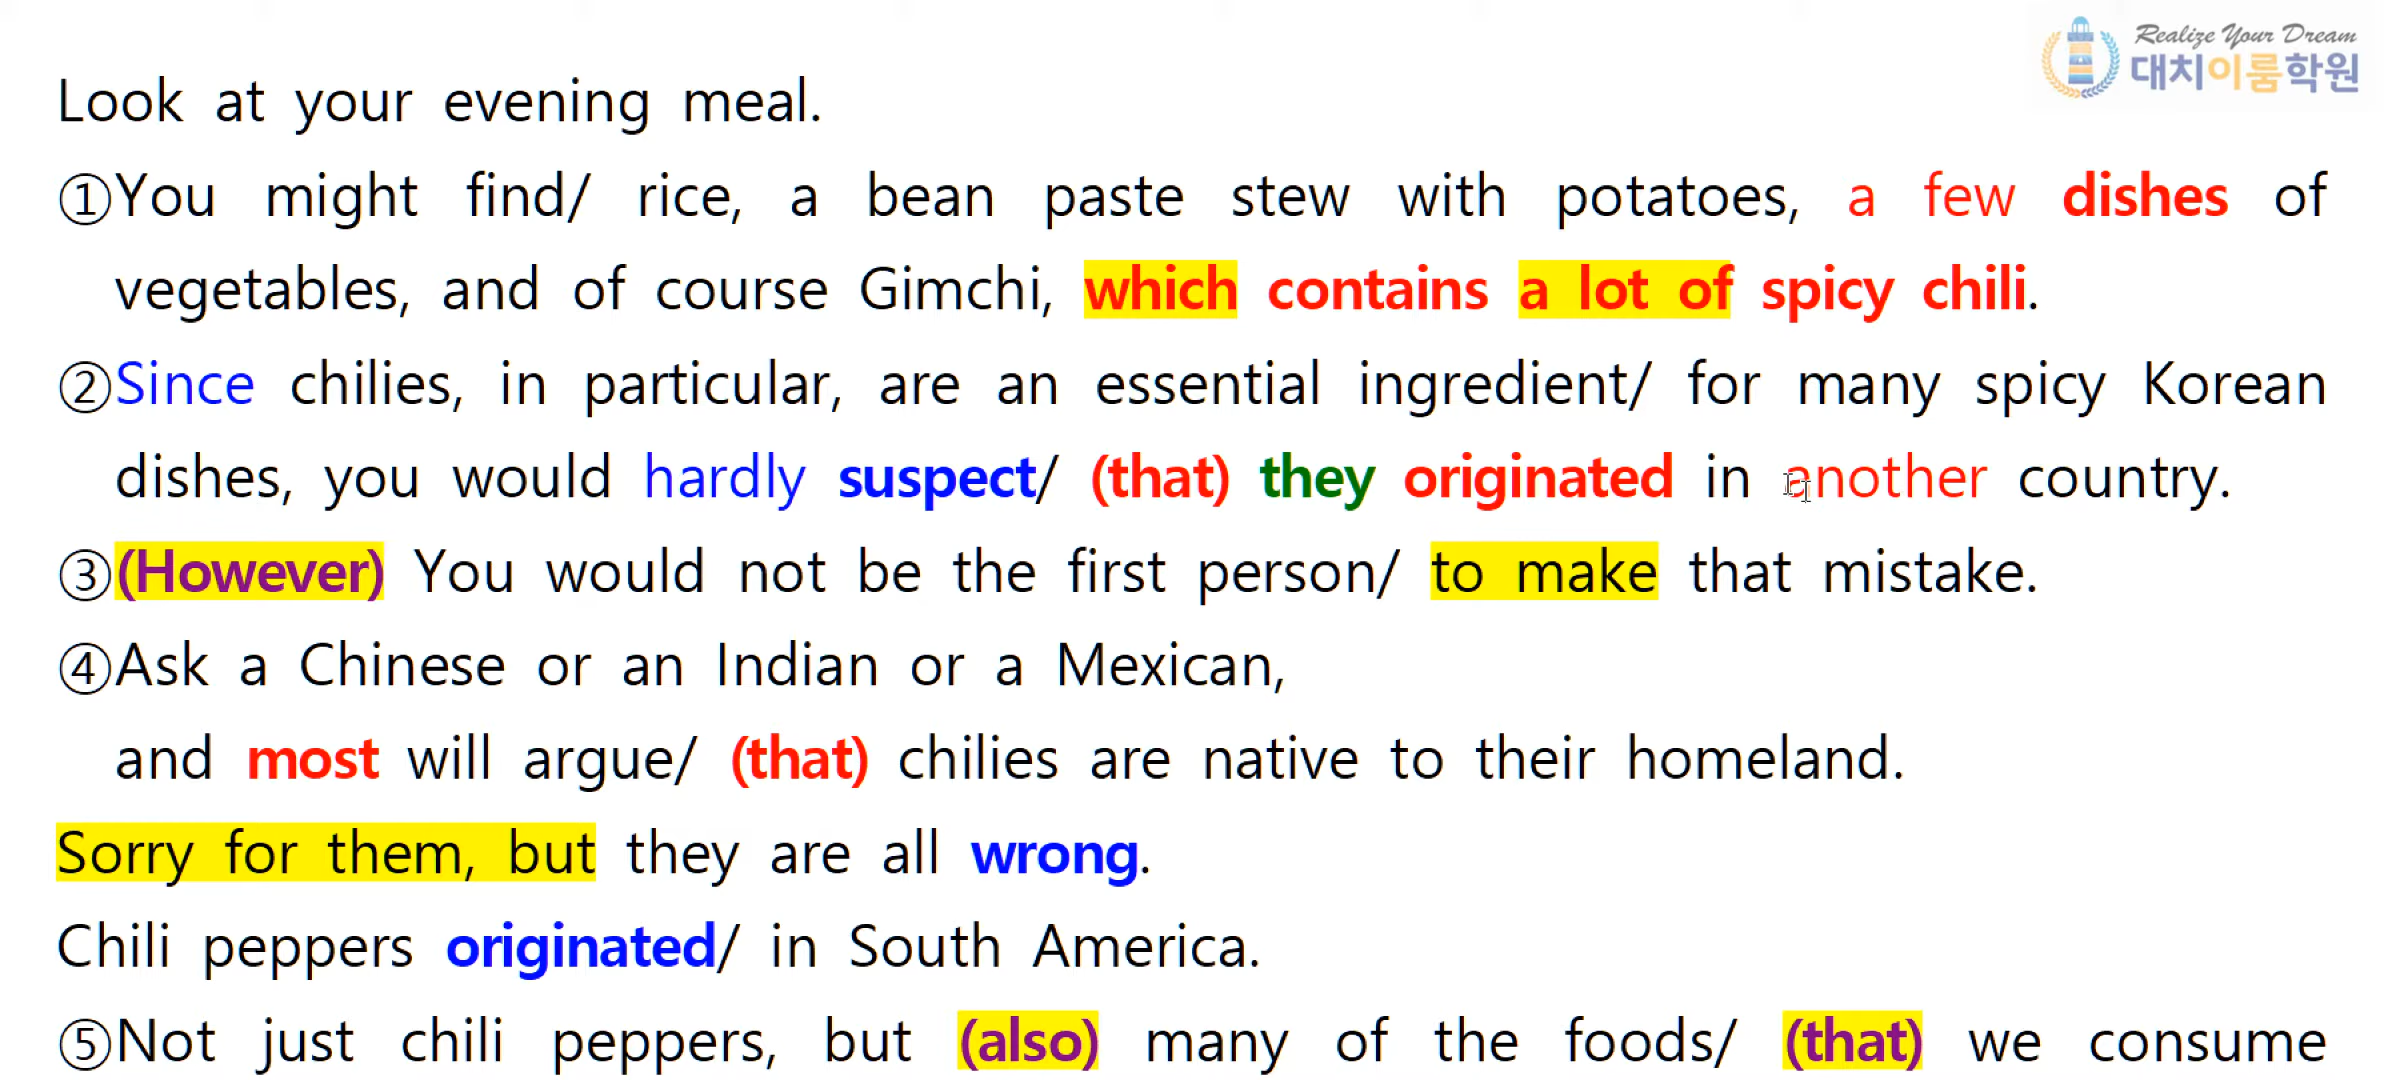 Realize Your Dream
대치이룸학원
Look at your evening meal.
①You might find/ rice, a bean paste stew with potatoes, a few dishes of
vegetables, and of course Gimchi, which contains a lot of spicy chili.
②Since chilies, in particular, are an essential ingredient/ for many spicy Korean
dishes, you would hardly suspect/ (that) they originated in another country.
③(However) You would not be the first person/ to make that mistake.
④Ask a Chinese or an Indian or a Mexican,
and most will argue/ (that) chilies are native to their homeland.
Sorry for them, but they are all wrong.
Chili peppers originated/ in South America.
⑤Not just chili peppers, but (also) many of the foods/ (that) we consume